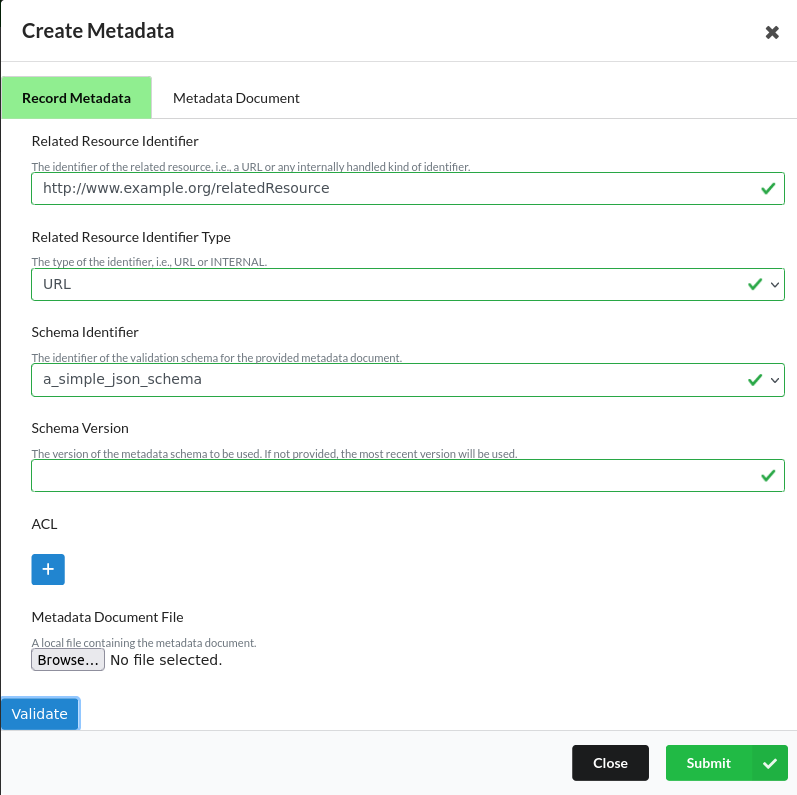 Create Metadata
Record Metadata
Metadata Document
Related Resource Identifier
The identifier of the related resource, i.e., a URL or any internally handled kind of identifier.
http://www.example.org/relatedResource
Related Resource Identifier Type
The type of the identifier, i.e., URL or INTERNAL.
URL
Schema Identifier
The identifier of the validation schema for the provided metadata document.
a_simple_json_schema
Schema Version
The version of the metadata schema to be used. If not provided, the most recent version will be used.
ACL
+
Metadata Document File
A local file containing the metadata document.
Browse... No file selected.
Validate
Close
Submit